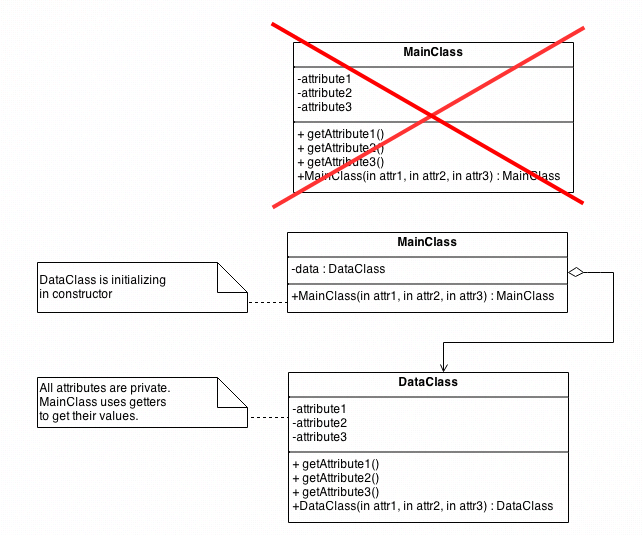 MainClass
-attribute1
-attribute2
-attribute3
+ getAttribute1()
+ getAttribute2()
+ getAttribute3()
+MainClass(in attr1, in attr2, in attr3) : MainClass
MainClass
-data : DataClass
+MainClass(in attr1, in attr2, in attr3) : MainClass
DataClass is initializing
in constructor
DataClass
-attribute1
-attribute2
-attribute3
+ getAttribute1()
+ getAttribute2()
+ getAttribute3()
+DataClass(in attr1, in attr2, in attr3) : DataClass
All attributes are private.
MainClass uses getters
to get their values.